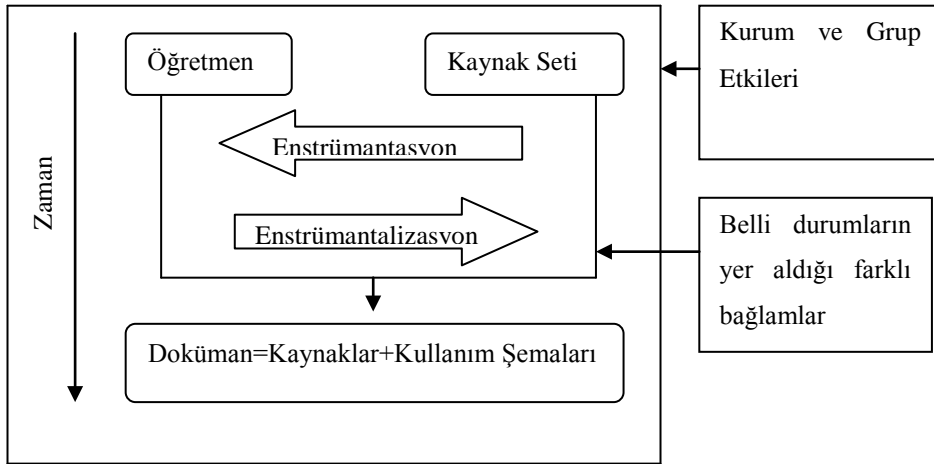 Öğretmen
Kaynak Seti
Kurum ve Grup
Etkileri
Enstrümantasyon
Zaman
Enstrümantalizasyon
Belli durumların
yer aldığı farklı
bağlamlar
Doküman=Kaynaklar+Kullanım Şemaları